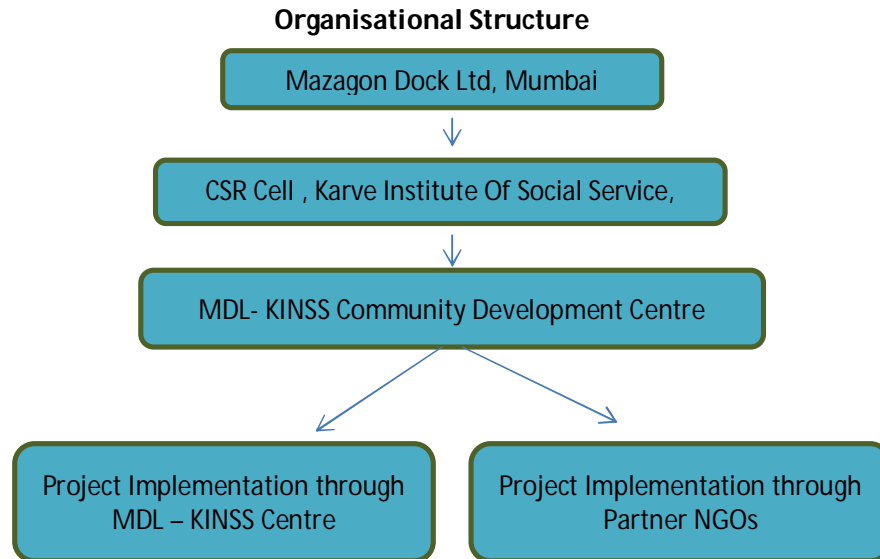 Organisational Structure
Mazagon Dock Ltd, Mumbai
CSR Cell , Karve Institute Of Social Service,
MDL- KINSS Community Development Centre
Project Implementation through
MDL – KINSS Centre
Project Implementation through
Partner NGOs